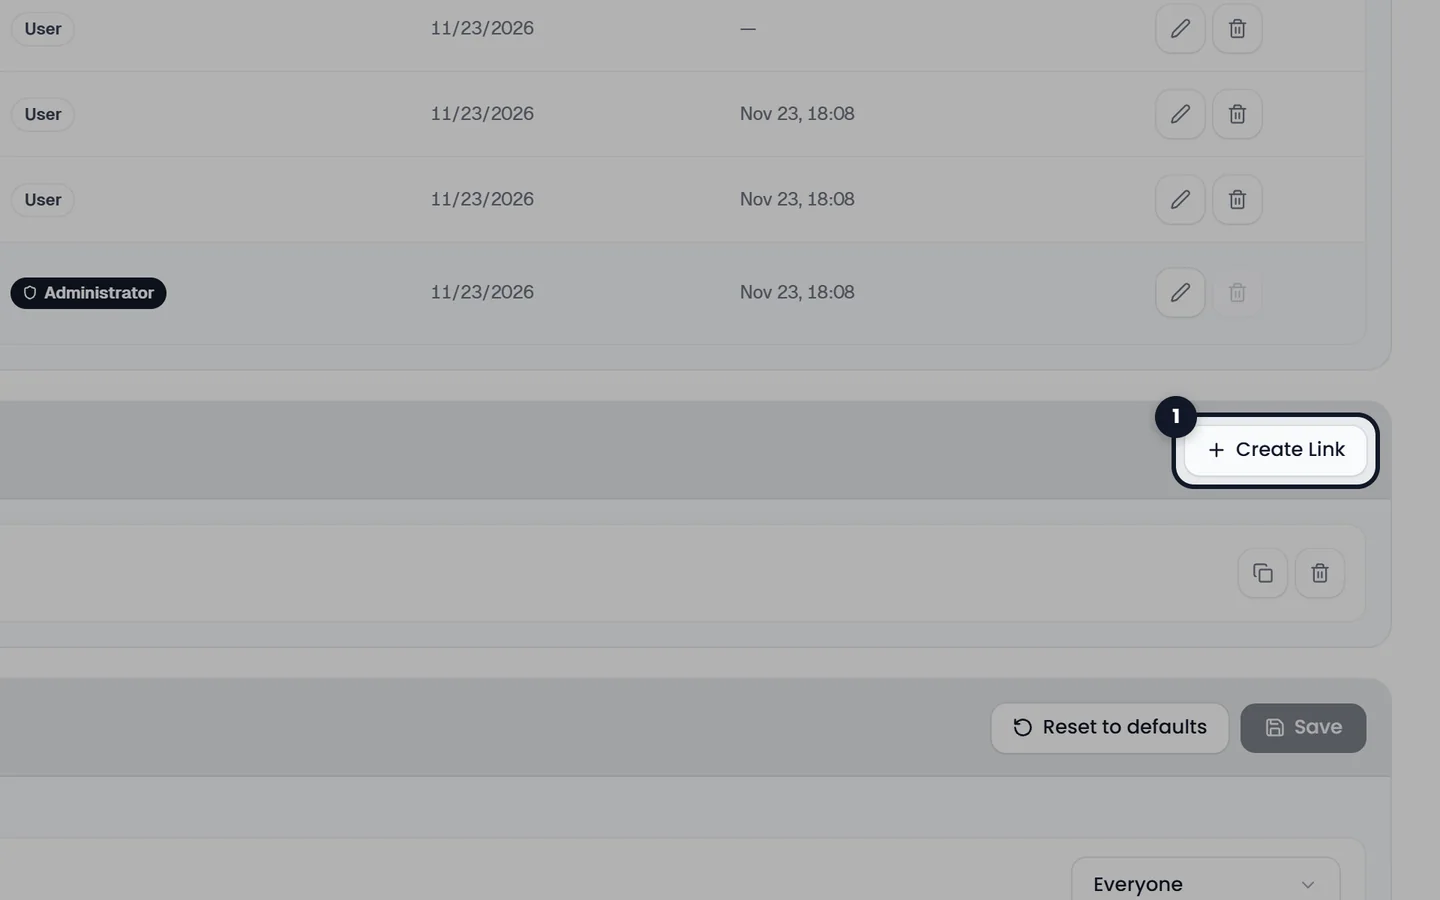 User 11/23/2026 —
User 11/23/2026 Nov 23, 18:08
User 11/23/2026 Nov 23, 18:08
Administrator 11/23/2026 Nov 23, 18:08
1
+ Create Link
Reset to defaults Save
Everyone